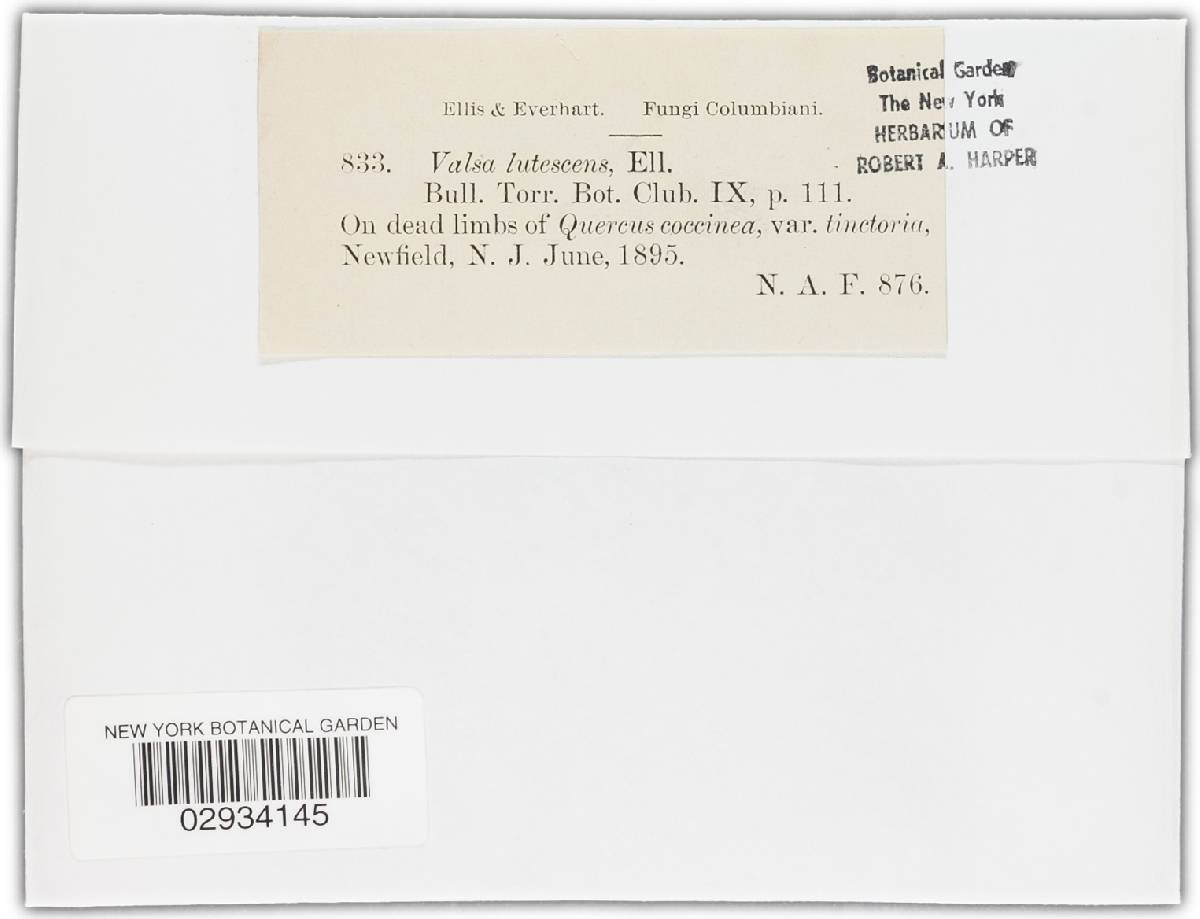 Ellis & Everhart. Fungi Columbiani.
Botanical Garden
The New York
HERBARIUM OF
ROBERT A. HARPER
833. Valsa lutescens, Ell.
Bull. Torr. Bot. Club. IX, p. 111.
On dead limbs of Quercus coccinea, var. tinctoria,
Newfield, N. J. June, 1895.
N. A. F. 876.
NEW YORK BOTANICAL GARDEN
02934145